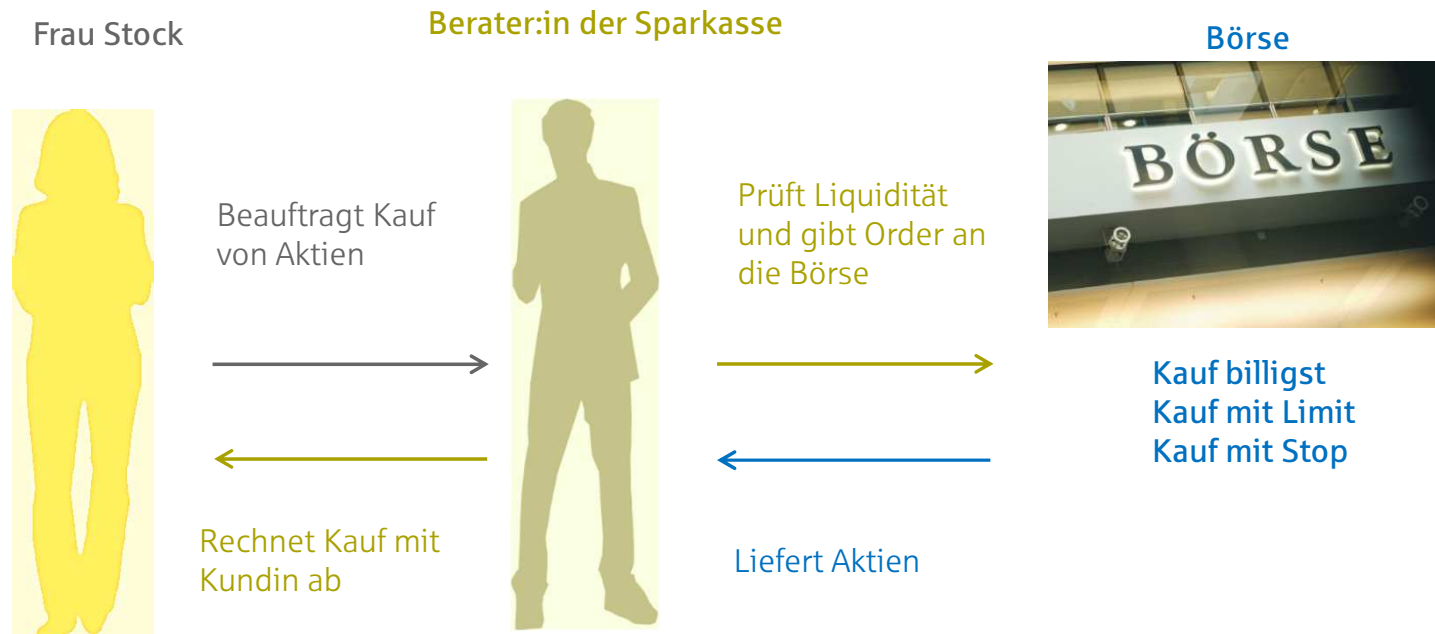 Frau Stock
Berater:in der Sparkasse
Börse
BÖRSE
Beauftragt Kauf
von Aktien
Prüft Liquidität
und gibt Order an
die Börse
Kauf billigst
Kauf mit Limit
Kauf mit Stop
Rechnet Kauf mit
Kundin ab
Liefert Aktien